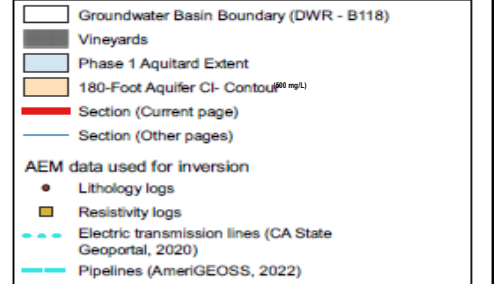 Groundwater Basin Boundary (DWR - B118)
Vineyards
Phase 1 Aquitard Extent
180-Foot Aquifer Cl- Contour (500 mg/L)
Section (Current page)
Section (Other pages)
AEM data used for inversion
Lithology logs
Resistivity logs
Electric transmission lines (CA State
Geoportal, 2020)
Pipelines (AmeriGEOSS, 2022)